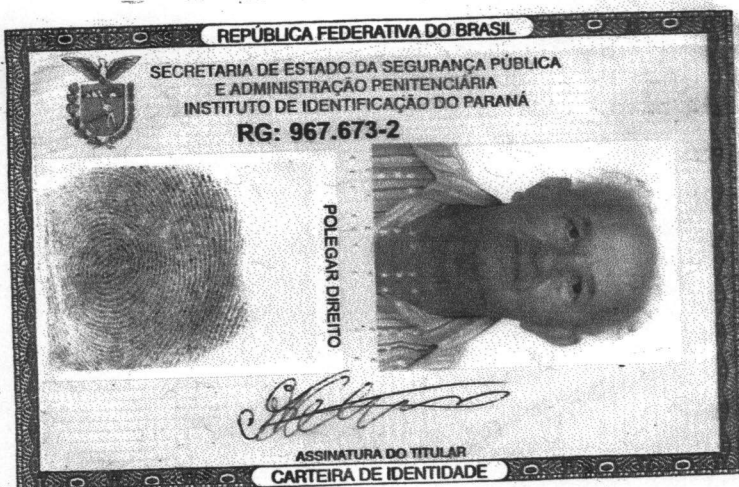 REPÚBLICA FEDERATIVA DO BRASIL
SECRETARIA DE ESTADO DA SEGURANÇA PÚBLICA
E ADMINISTRAÇÃO PENITENCIÁRIA
INSTITUTO DE IDENTIFICAÇÃO DO PARANÁ
RG: 967.673-2
POLEGAR DIREITO
ASSINATURA DO TITULAR
CARTEIRA DE IDENTIDADE